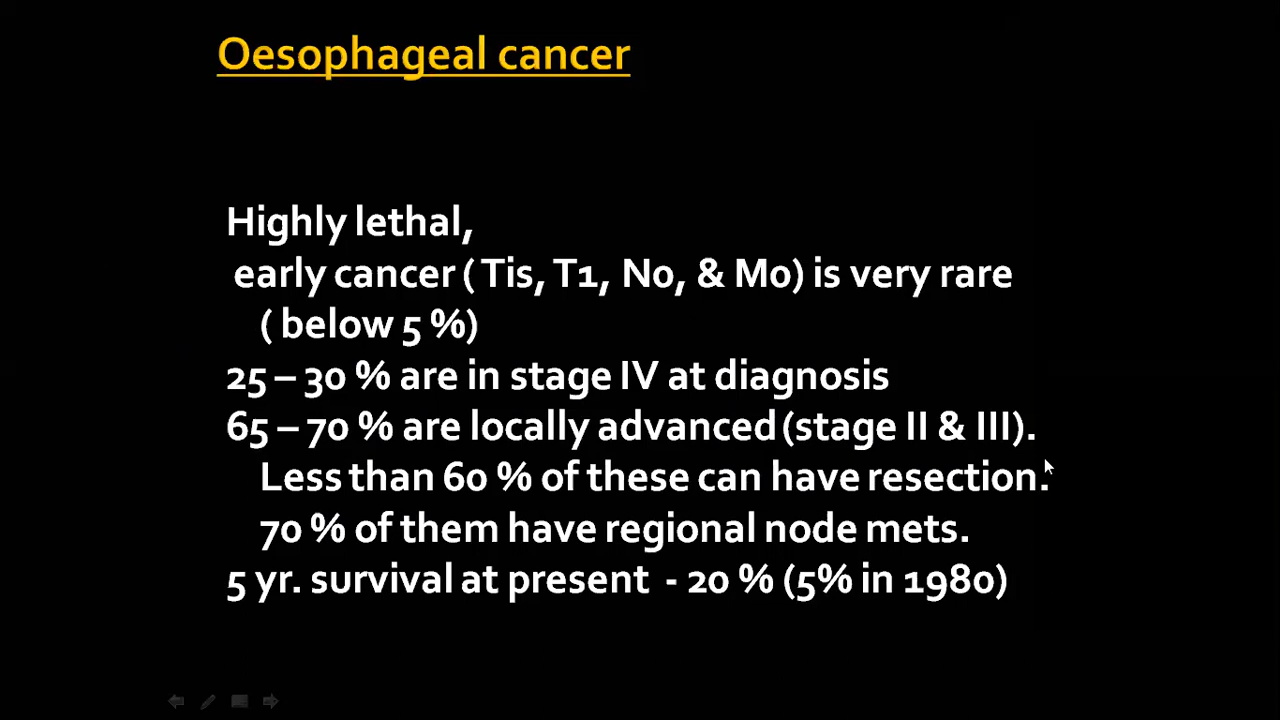 Oesophageal cancer
Highly lethal,
early cancer ( Tis, T1, N0, & M0) is very rare
( below 5 %)
25 – 30 % are in stage IV at diagnosis
65 – 70 % are locally advanced (stage II & III).
Less than 60 % of these can have resection.
70 % of them have regional node mets.
5 yr. survival at present - 20 % (5% in 1980)